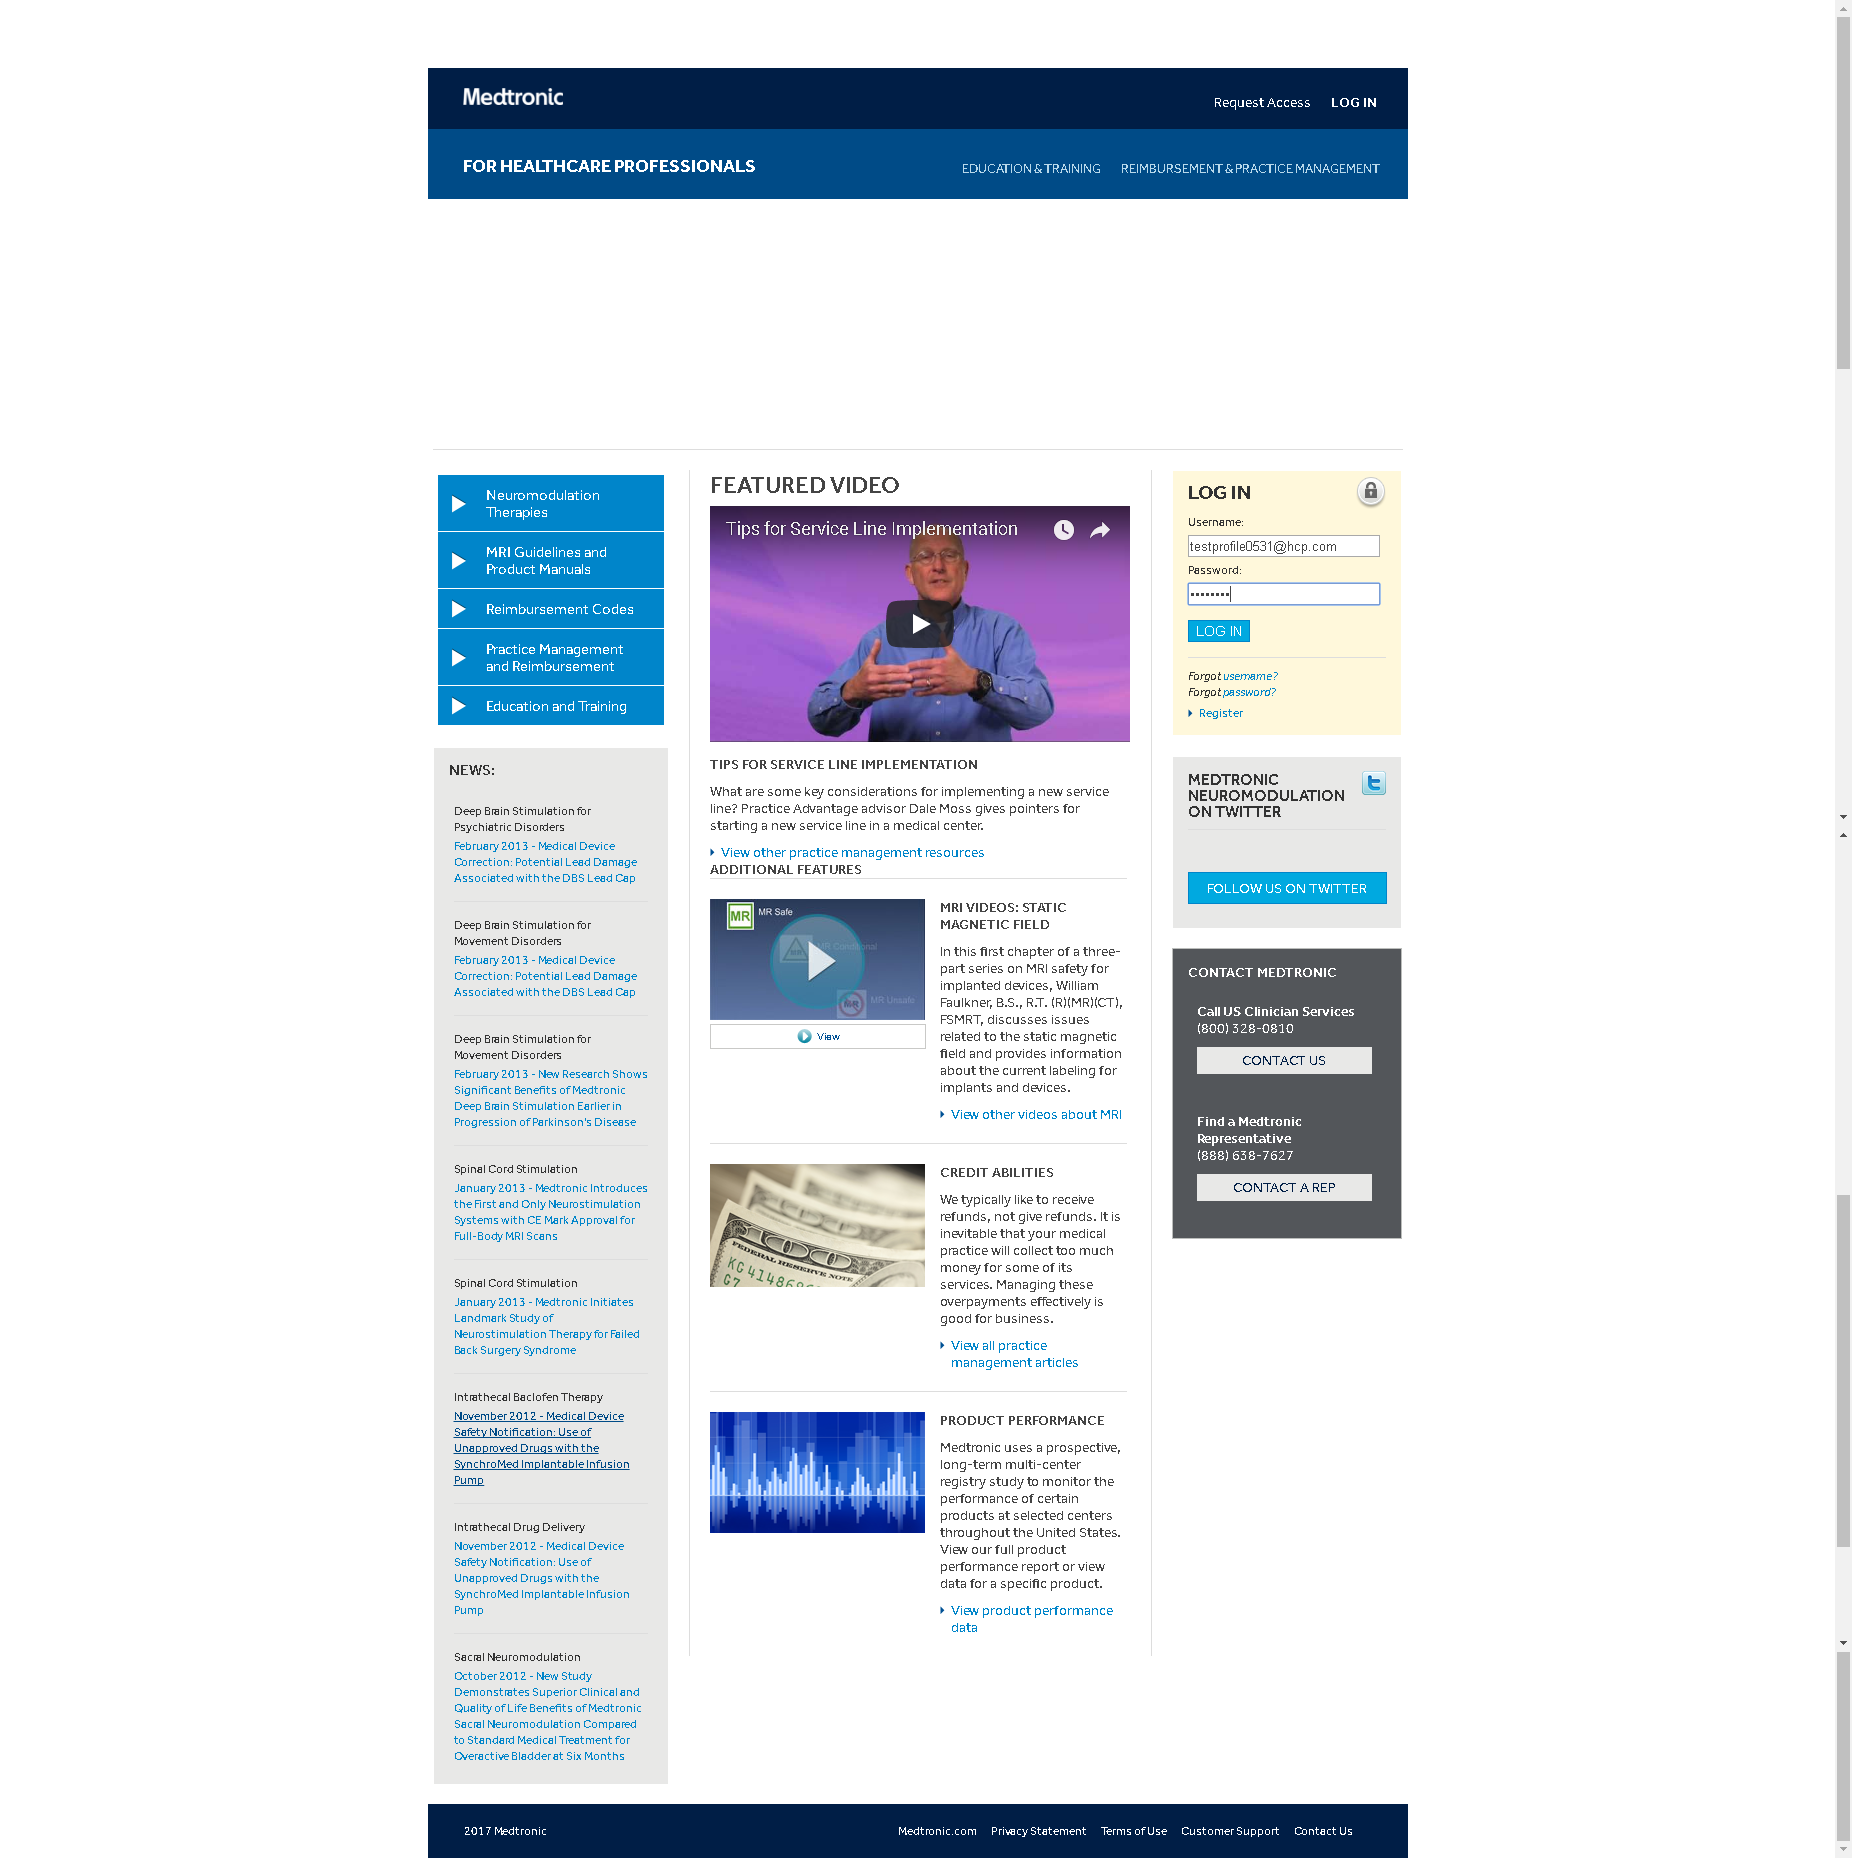 Medtronic
Request Access LOG IN
FOR HEALTHCARE PROFESSIONALS
EDUCATION & TRAINING REIMBURSEMENT & PRACTICE MANAGEMENT
Neuromodulation
Therapies
MRI Guidelines and
Product Manuals
Reimbursement Codes
Practice Management
and Reimbursement
Education and Training
NEWS:
Deep Brain Stimulation for
Psychiatric Disorders
February 2013 - Medical Device
Correction: Potential Lead Damage
Associated with the DBS Lead Cap
Deep Brain Stimulation for
Movement Disorders
February 2013 - Medical Device
Correction: Potential Lead Damage
Associated with the DBS Lead Cap
Deep Brain Stimulation for
Movement Disorders
February 2013 - New Research Shows
Significant Benefits of Medtronic
Deep Brain Stimulation Earlier in
Progression of Parkinson's Disease
Spinal Cord Stimulation
January 2013 - Medtronic Introduces
the First and Only Neurostimulation
Systems with CE Mark Approval for
Full-Body MRI Scans
Spinal Cord Stimulation
January 2013 - Medtronic Initiates
Landmark Study of
Neurostimulation Therapy for Failed
Back Surgery Syndrome
Intrathecal Baclofen Therapy
November 2012 - Medical Device
Safety Notification: Use of
Unapproved Drugs with the
SynchroMed Implantable Infusion
Pump
Intrathecal Drug Delivery
November 2012 - Medical Device
Safety Notification: Use of
Unapproved Drugs with the
SynchroMed Implantable Infusion
Pump
Sacral Neuromodulation
October 2012 - New Study
Demonstrates Superior Clinical and
Quality of Life Benefits of Medtronic
Sacral Neuromodulation Compared
to Standard Medical Treatment for
Overactive Bladder at Six Months
FEATURED VIDEO
Tips for Service Line Implementation
TIPS FOR SERVICE LINE IMPLEMENTATION
What are some key considerations for implementing a new service
line? Practice Advantage advisor Dale Moss gives pointers for
starting a new service line in a medical center.
View other practice management resources
ADDITIONAL FEATURES
MR MR Safe
MR Conditional
MR MR Unsafe
View
MRI VIDEOS: STATIC
MAGNETIC FIELD
In this first chapter of a three-
part series on MRI safety for
implanted devices, William
Faulkner, B.S., R.T. (R)(MR)(CT),
FSMRT, discusses issues
related to the static magnetic
field and provides information
about the current labeling for
implants and devices.
View other videos about MRI
100
FEDERAL RESERVE NOTE
CREDIT ABILITIES
We typically like to receive
refunds, not give refunds. It is
inevitable that your medical
practice will collect too much
money for some of its
services. Managing these
overpayments effectively is
good for business.
View all practice
management articles
PRODUCT PERFORMANCE
Medtronic uses a prospective,
long-term multi-center
registry study to monitor the
performance of certain
products at selected centers
throughout the United States.
View our full product
performance report or view
data for a specific product.
View product performance
data
LOG IN
Username:
testprofile0531@hcp.com
Password:
••••••••
LOG IN
Forgot username?
Forgot password?
Register
MEDTRONIC
NEUROMODULATION
ON TWITTER
FOLLOW US ON TWITTER
CONTACT MEDTRONIC
Call US Clinician Services
(800) 328-0810
CONTACT US
Find a Medtronic
Representative
(888) 638-7627
CONTACT A REP
2017 Medtronic
Medtronic.com Privacy Statement Terms of Use Customer Support Contact Us